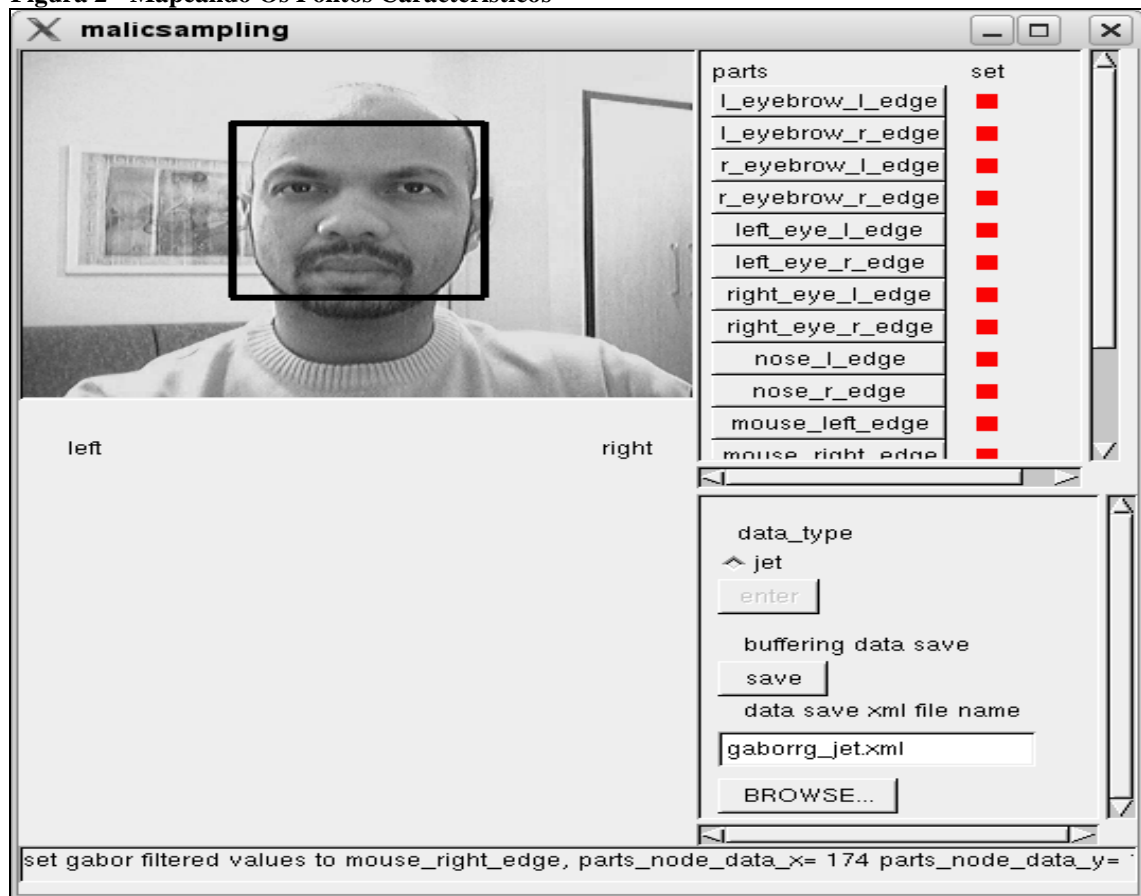 Figura 2 - Mapeando Os Pontos Característicos
malicsampling
parts set
l_eyebrow_l_edge
l_eyebrow_r_edge
r_eyebrow_l_edge
r_eyebrow_r_edge
left_eye_l_edge
left_eye_r_edge
right_eye_l_edge
right_eye_r_edge
nose_l_edge
nose_r_edge
mouse_left_edge
mouse_right_edge
left right
data_type
jet
enter
buffering data save
save
data save xml file name
gaborrg_jet.xml
BROWSE...
set gabor filtered values to mouse_right_edge, parts_node_data_x= 174 parts_node_data_y=